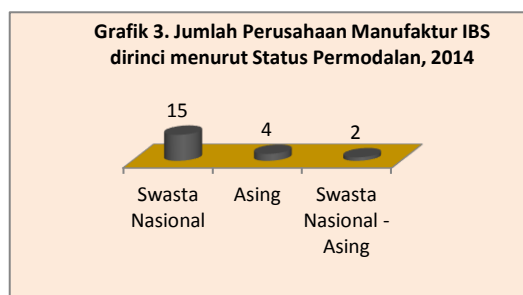 Grafik 3. Jumlah Perusahaan Manufaktur IBS
dirinci menurut Status Permodalan, 2014
15
4
2
Swasta
Nasional
Asing
Swasta
Nasional -
Asing